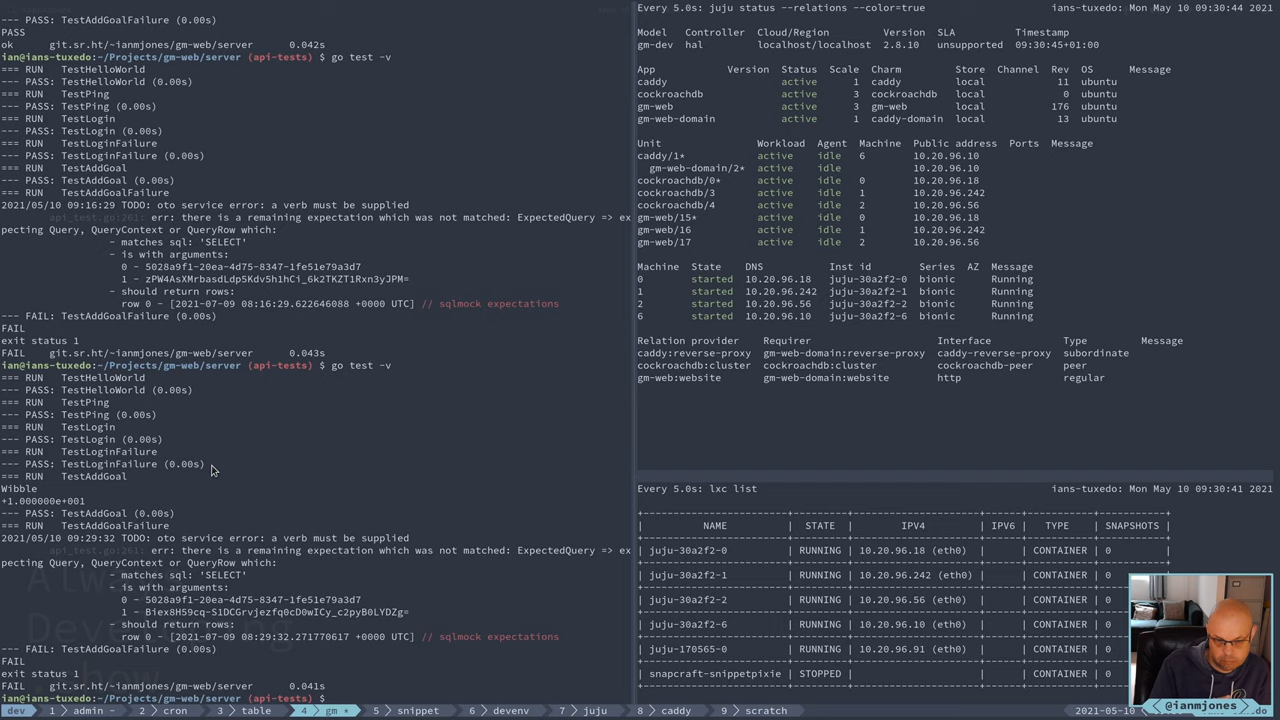 --- PASS: TestAddGoalFailure (0.00s)
PASS
ok      git.sr.ht/~ianmjones/gm-web/server      0.042s
ian@ians-tuxedo:~/Projects/gm-web/server (api-tests) $ go test -v
=== RUN   TestHelloWorld
--- PASS: TestHelloWorld (0.00s)
=== RUN   TestPing
--- PASS: TestPing (0.00s)
=== RUN   TestLogin
--- PASS: TestLogin (0.00s)
=== RUN   TestLoginFailure
--- PASS: TestLoginFailure (0.00s)
=== RUN   TestAddGoal
--- PASS: TestAddGoal (0.00s)
=== RUN   TestAddGoalFailure
2021/05/10 09:16:29 TODO: oto service error: a verb must be supplied
api_test.go:261: err: there is a remaining expectation which was not matched: ExpectedQuery => ex
pecting Query, QueryContext or QueryRow which:
- matches sql: 'SELECT'
- is with arguments:
0 - 5028a9f1-20ea-4d75-8347-1fe51e79a3d7
1 - zPW4AsXMrbasdLdp5Kdv5h1hCi_6k2TKZT1Rxn3yJPM=
- should return rows:
row 0 - [2021-07-09 08:16:29.622646088 +0000 UTC] // sqlmock expectations
--- FAIL: TestAddGoalFailure (0.00s)
FAIL
exit status 1
FAIL    git.sr.ht/~ianmjones/gm-web/server      0.043s
ian@ians-tuxedo:~/Projects/gm-web/server (api-tests) $ go test -v
=== RUN   TestHelloWorld
--- PASS: TestHelloWorld (0.00s)
=== RUN   TestPing
--- PASS: TestPing (0.00s)
=== RUN   TestLogin
--- PASS: TestLogin (0.00s)
=== RUN   TestLoginFailure
--- PASS: TestLoginFailure (0.00s)
=== RUN   TestAddGoal
Wibble
+1.000000e+001
--- PASS: TestAddGoal (0.00s)
=== RUN   TestAddGoalFailure
2021/05/10 09:29:32 TODO: oto service error: a verb must be supplied
api_test.go:261: err: there is a remaining expectation which was not matched: ExpectedQuery => ex
pecting Query, QueryContext or QueryRow which:
- matches sql: 'SELECT'
- is with arguments:
0 - 5028a9f1-20ea-4d75-8347-1fe51e79a3d7
1 - Biex8H59cq-S1DCGrvjezfq0cD0wICy_c2pyB0LYDZg=
- should return rows:
row 0 - [2021-07-09 08:29:32.271770617 +0000 UTC] // sqlmock expectations
--- FAIL: TestAddGoalFailure (0.00s)
FAIL
exit status 1
FAIL    git.sr.ht/~ianmjones/gm-web/server      0.041s
ian@ians-tuxedo:~/Projects/gm-web/server (api-tests) $
Every 5.0s: juju status --relations --color=true    ians-tuxedo: Mon May 10 09:30:44 2021
Model   Controller  Cloud/Region         Version  SLA          Timestamp
gm-dev  hal         localhost/localhost  2.8.10   unsupported  09:30:45+01:00
App            Version  Status  Scale  Charm         Store  Channel  Rev  OS      Message
caddy                   active      1  caddy         local            11  ubuntu
cockroachdb             active      3  cockroachdb   local             0  ubuntu
gm-web                  active      3  gm-web        local           176  ubuntu
gm-web-domain           active      1  caddy-domain  local            13  ubuntu
Unit                Workload  Agent  Machine  Public address  Ports  Message
caddy/1*            active    idle   6        10.20.96.10
gm-web-domain/2*  active    idle            10.20.96.10
cockroachdb/0*      active    idle   0        10.20.96.18
cockroachdb/3       active    idle   1        10.20.96.242
cockroachdb/4       active    idle   2        10.20.96.56
gm-web/15*          active    idle   0        10.20.96.18
gm-web/16           active    idle   1        10.20.96.242
gm-web/17           active    idle   2        10.20.96.56
Machine  State    DNS           Inst id        Series  AZ  Message
0        started  10.20.96.18   juju-30a2f2-0  bionic      Running
1        started  10.20.96.242  juju-30a2f2-1  bionic      Running
2        started  10.20.96.56   juju-30a2f2-2  bionic      Running
6        started  10.20.96.10   juju-30a2f2-6  bionic      Running
Relation provider    Requirer                     Interface            Type         Message
caddy:reverse-proxy  gm-web-domain:reverse-proxy  caddy-reverse-proxy  subordinate
cockroachdb:cluster  cockroachdb:cluster          cockroachdb-peer     peer
gm-web:website       gm-web-domain:website        http                 regular
Every 5.0s: lxc list    ians-tuxedo: Mon May 10 09:30:41 2021
| NAME | STATE | IPV4 | IPV6 | TYPE | SNAPSHOTS |
| juju-30a2f2-0 | RUNNING | 10.20.96.18 (eth0) | | CONTAINER | 0 |
| juju-30a2f2-1 | RUNNING | 10.20.96.242 (eth0) | | CONTAINER | 0
| juju-30a2f2-2 | RUNNING | 10.20.96.56 (eth0) | | CONTAINER | 0
| juju-30a2f2-6 | RUNNING | 10.20.96.10 (eth0) | | CONTAINER | 0
| juju-170565-0 | RUNNING | 10.20.96.91 (eth0) | | CONTAINER | 0
| snapcraft-snippetpixie | STOPPED | | | CONTAINER | 0
dev  1  admin -  2  cron  3  table  4  gm *  5  snippet  6  devenv  7  juju  8  caddy  9  scratch  2021-05-10
@ianmjones